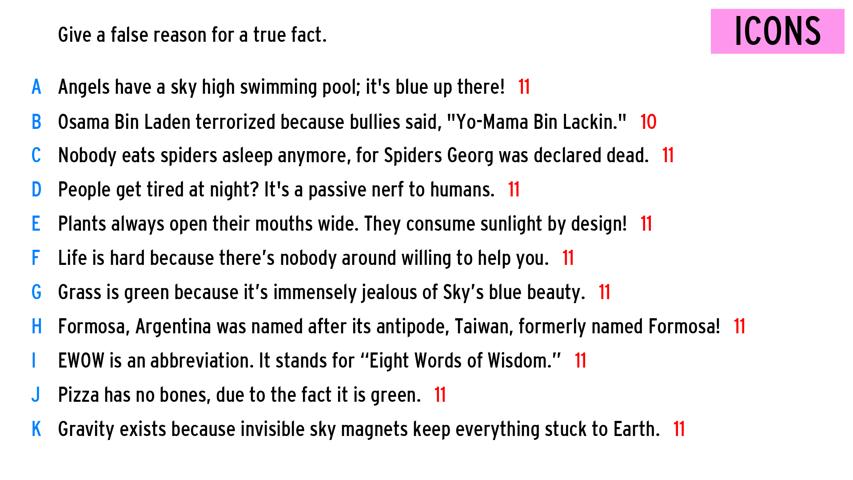 Give a false reason for a true fact.
ICONS
A Angels have a sky high swimming pool; it's blue up there! 11
B Osama Bin Laden terrorized because bullies said, "Yo-Mama Bin Lackin." 10
C Nobody eats spiders asleep anymore, for Spiders Georg was declared dead. 11
D People get tired at night? It's a passive nerf to humans. 11
E Plants always open their mouths wide. They consume sunlight by design! 11
F Life is hard because there’s nobody around willing to help you. 11
G Grass is green because it’s immensely jealous of Sky’s blue beauty. 11
H Formosa, Argentina was named after its antipode, Taiwan, formerly named Formosa! 11
I EWOW is an abbreviation. It stands for “Eight Words of Wisdom.” 11
J Pizza has no bones, due to the fact it is green. 11
K Gravity exists because invisible sky magnets keep everything stuck to Earth. 11